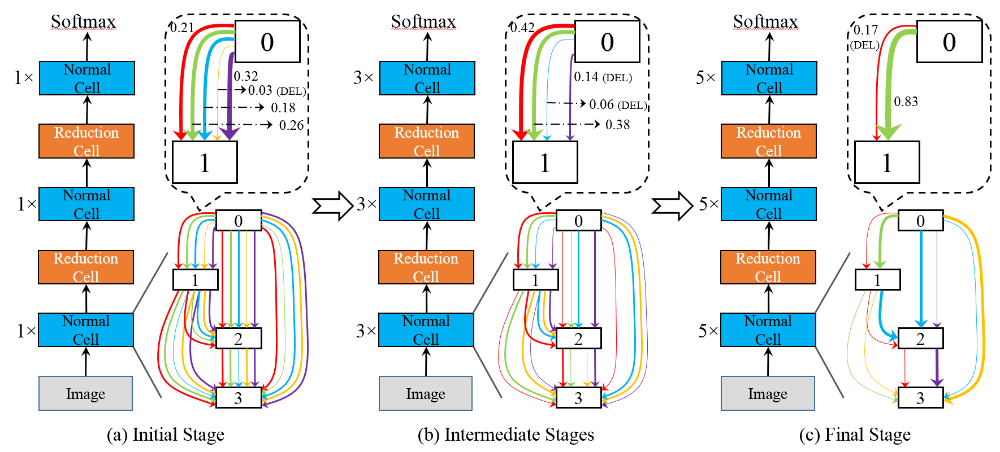 Softmax
1×
Normal
Cell
Reduction
Cell
1×
Normal
Cell
Reduction
Cell
1×
Normal
Cell
Image
0.21
0
0.32
0.03 (DEL)
0.18
0.26
1
0
1
2
3
(a) Initial Stage
Softmax
3×
Normal
Cell
Reduction
Cell
3×
Normal
Cell
Reduction
Cell
3×
Normal
Cell
Image
0.42
0
0.14 (DEL)
0.06 (DEL)
0.38
1
0
1
2
3
(b) Intermediate Stages
Softmax
5×
Normal
Cell
Reduction
Cell
5×
Normal
Cell
Reduction
Cell
5×
Normal
Cell
Image
0.17
(DEL)
0
0.83
1
0
1
2
3
(c) Final Stage